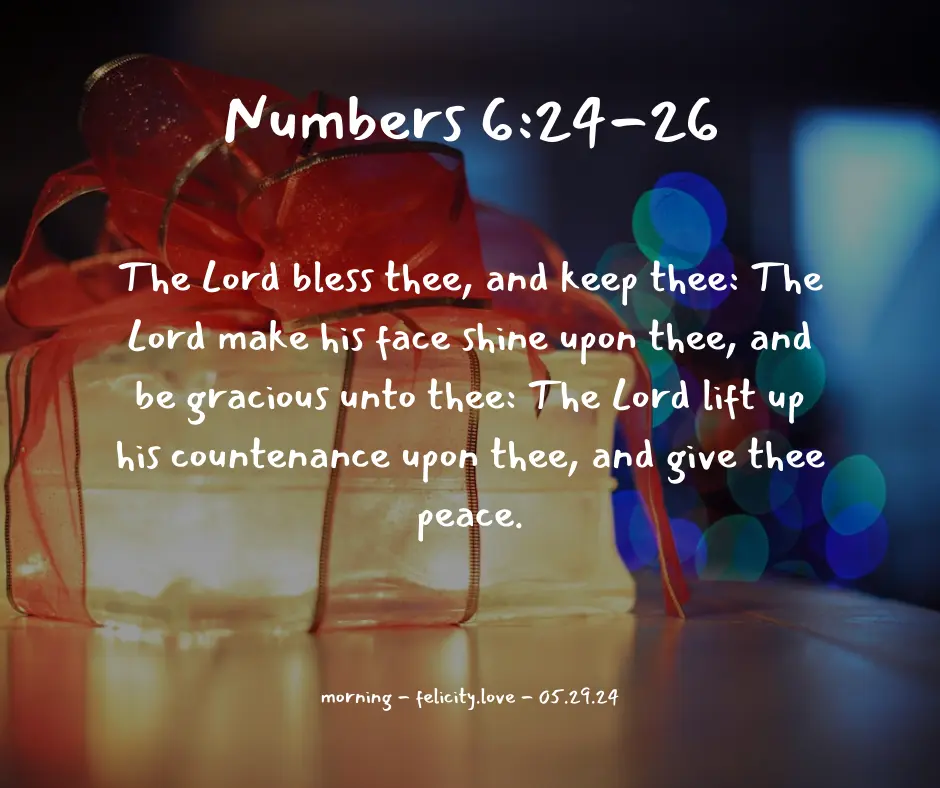 Numbers 6:24-26
The Lord bless thee, and keep thee: The
Lord make his face shine upon thee, and
be gracious unto thee: The Lord lift up
his countenance upon thee, and give thee
peace.
morning - felicity.love - 05.29.24